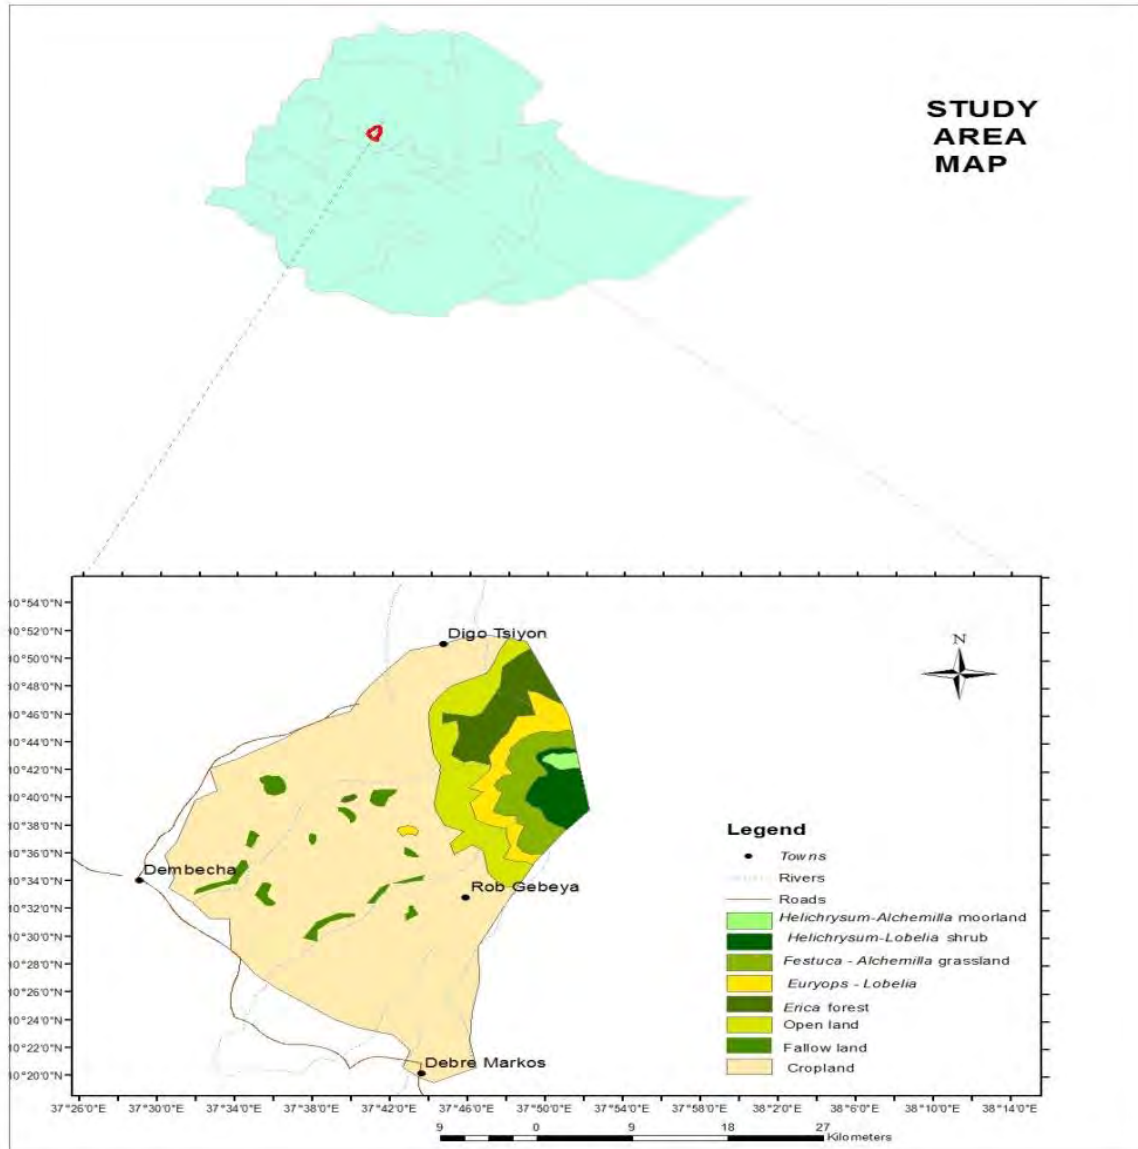 STUDY
AREA
MAP
10°54'0"N
10°52'0"N
Digo Tsiyon
N
10°50'0"N
10°48'0"N
10°46'0"N
10°44'0"N
10°42'0"N
10°40'0"N
10°38'0"N
10°36'0"N
Dembecha
10°34'0"N
Rob Gebeya
10°32'0"N
10°30'0"N
10°28'0"N
10°26'0"N
10°24'0"N
10°22'0"N
Debre Markos
10°20'0"N
Legend
Towns
Rivers
Roads
Helichrysum-Alchemilla moorland
Helichrysum-Lobelia shrub
Festuca - Alchemilla grassland
Euryops - Lobelia
Erica forest
Open land
Fallow land
Cropland
37°26'0"E 37°30'0"E 37°34'0"E 37°38'0"E 37°42'0"E 37°46'0"E 37°50'0"E 37°54'0"E 37°58'0"E 38°2'0"E 38°6'0"E 38°10'0"E 38°14'0"E
9 0 9 18 27
Kilometers